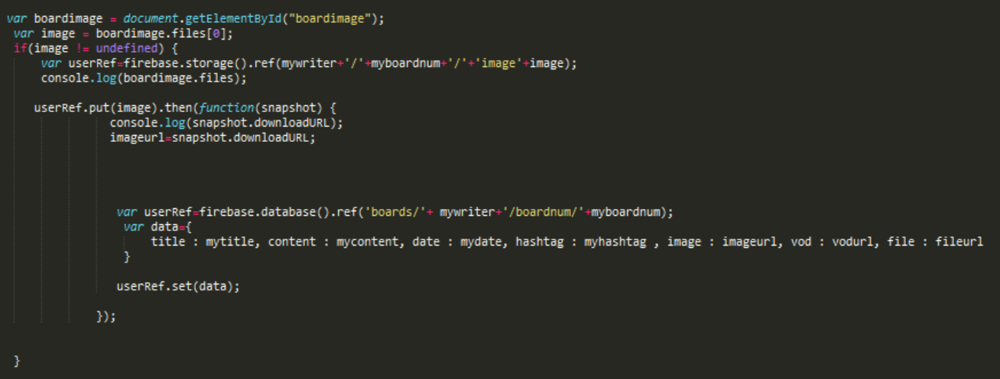 var boardimage = document.getElementById("boardimage");
var image = boardimage.files[0];
if(image != undefined) {
var userRef=firebase.storage().ref(mywriter+'/'+myboardnum+'/'+'image'+image);
console.log(boardimage.files);
userRef.put(image).then(function(snapshot) {
console.log(snapshot.downloadURL);
imageurl=snapshot.downloadURL;
var userRef=firebase.database().ref('boards/'+ mywriter+'/boardnum/'+myboardnum);
var data={
title : mytitle, content : mycontent, date : mydate, hashtag : myhashtag , image : imageurl, vod : vodurl, file : fileurl
}
userRef.set(data);
});
}